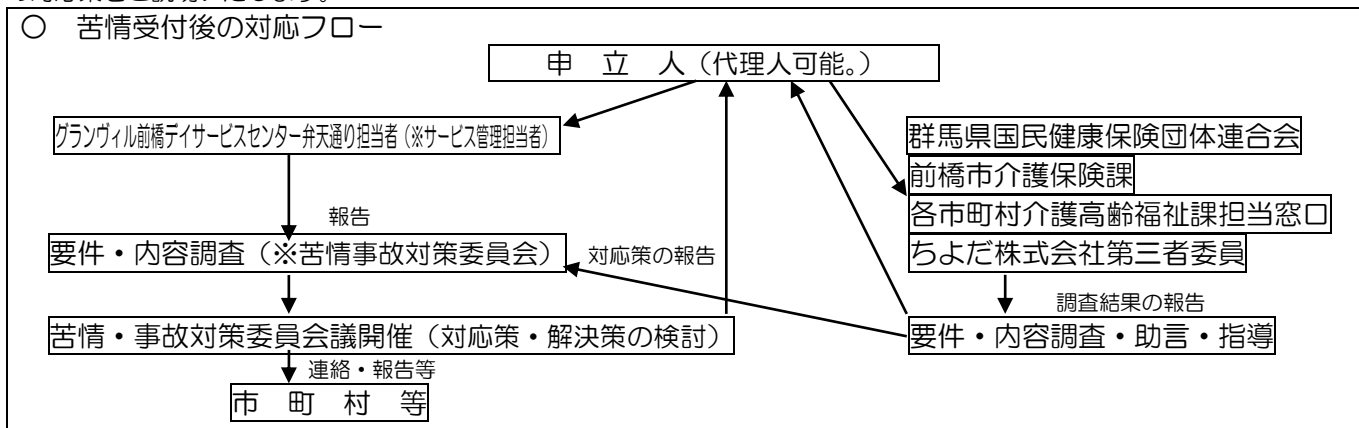 ○　苦情受付後の対応フロー
申　立　人（代理人可能。）
グランヴィル前橋デイサービスセンター弁天通り担当者（※サービス管理担当者）
群馬県国民健康保険団体連合会
前橋市介護保険課
各市町村介護高齢福祉課担当窓口
ちよだ株式会社第三者委員
報告
要件・内容調査（※苦情事故対策委員会）
対応策の報告
調査結果の報告
苦情・事故対策委員会議開催（対応策・解決策の検討）
要件・内容調査・助言・指導
連絡・報告等
市　町　村　等